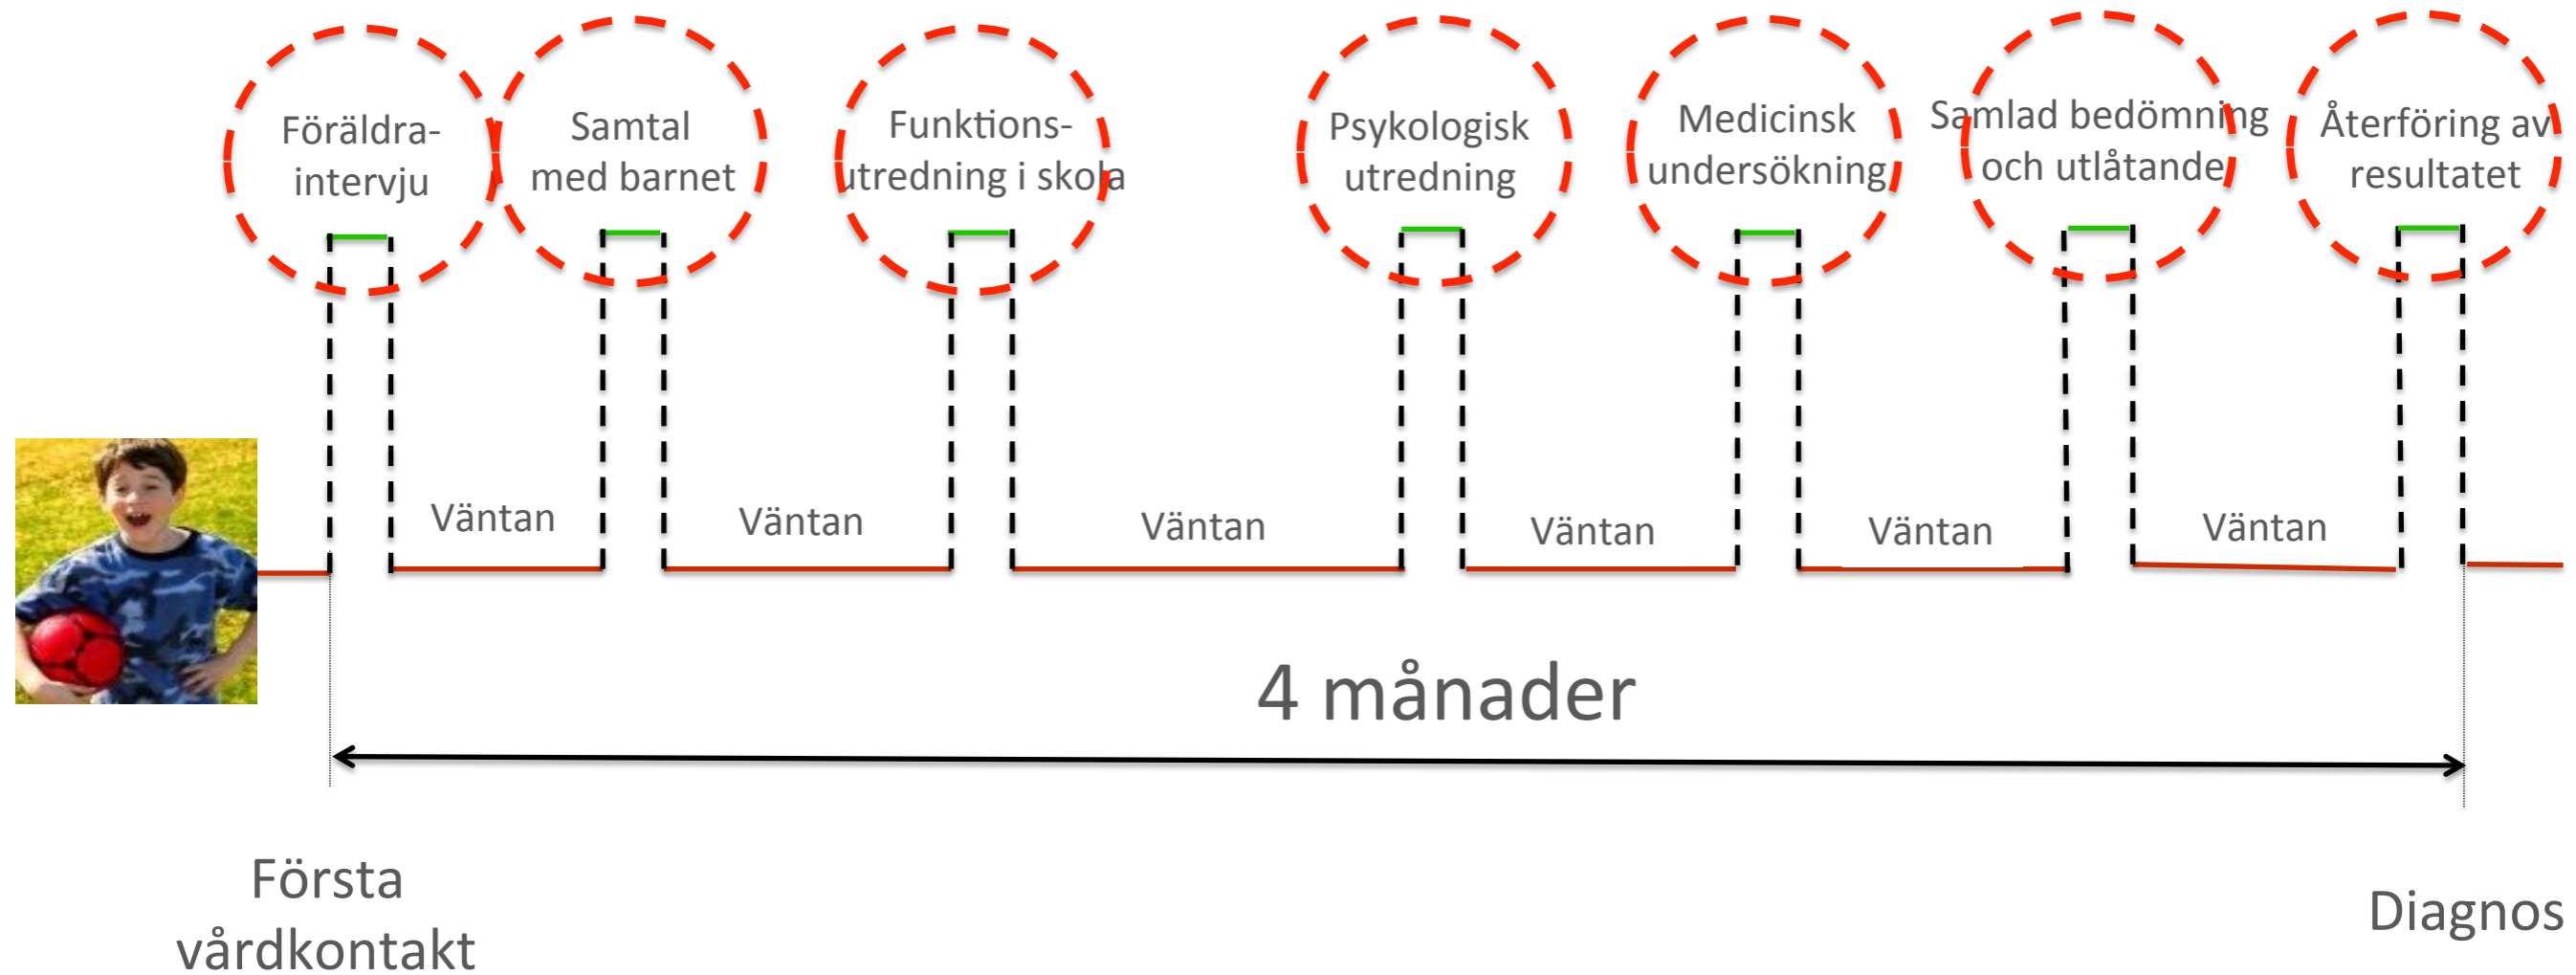 Föräldra-
intervju
Samtal
med barnet
Funktions-
utredning i skola
Psykologisk
utredning
Medicinsk
undersökning
Samlad bedömning
och utlåtande
Återföring av
resultatet
Väntan
Väntan
Väntan
Väntan
Väntan
Väntan
4 månader
Första
vårdkontakt
Diagnos